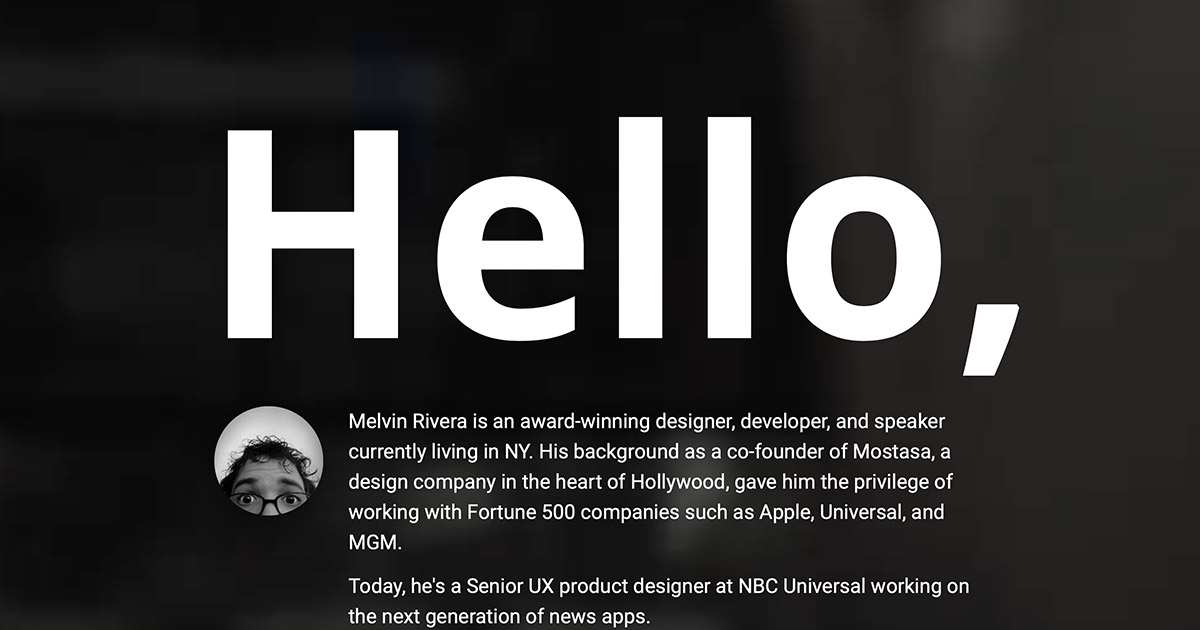 Hello,
Melvin Rivera is an award-winning designer, developer, and speaker
currently living in NY. His background as a co-founder of Mostasa, a
design company in the heart of Hollywood, gave him the privilege of
working with Fortune 500 companies such as Apple, Universal, and
MGM.
Today, he's a Senior UX product designer at NBC Universal working on
the next generation of news apps.